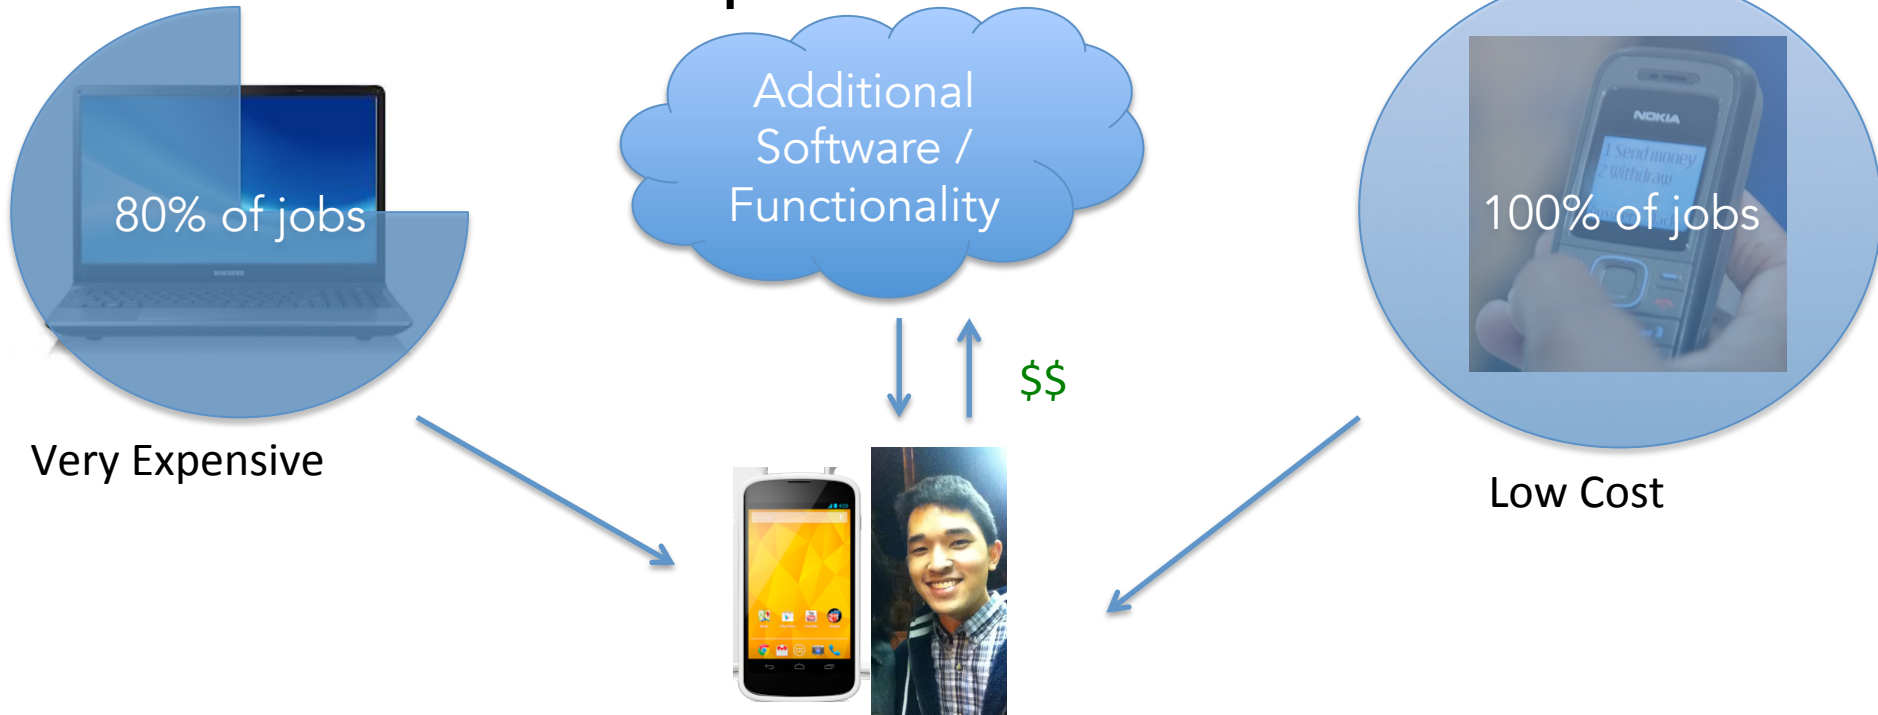 Additional
Software /
Functionality
80% of jobs
NOKIA
1 Send money
2 Withdraw
100% of jobs
$$
Very Expensive
Low Cost
SAMSUNG